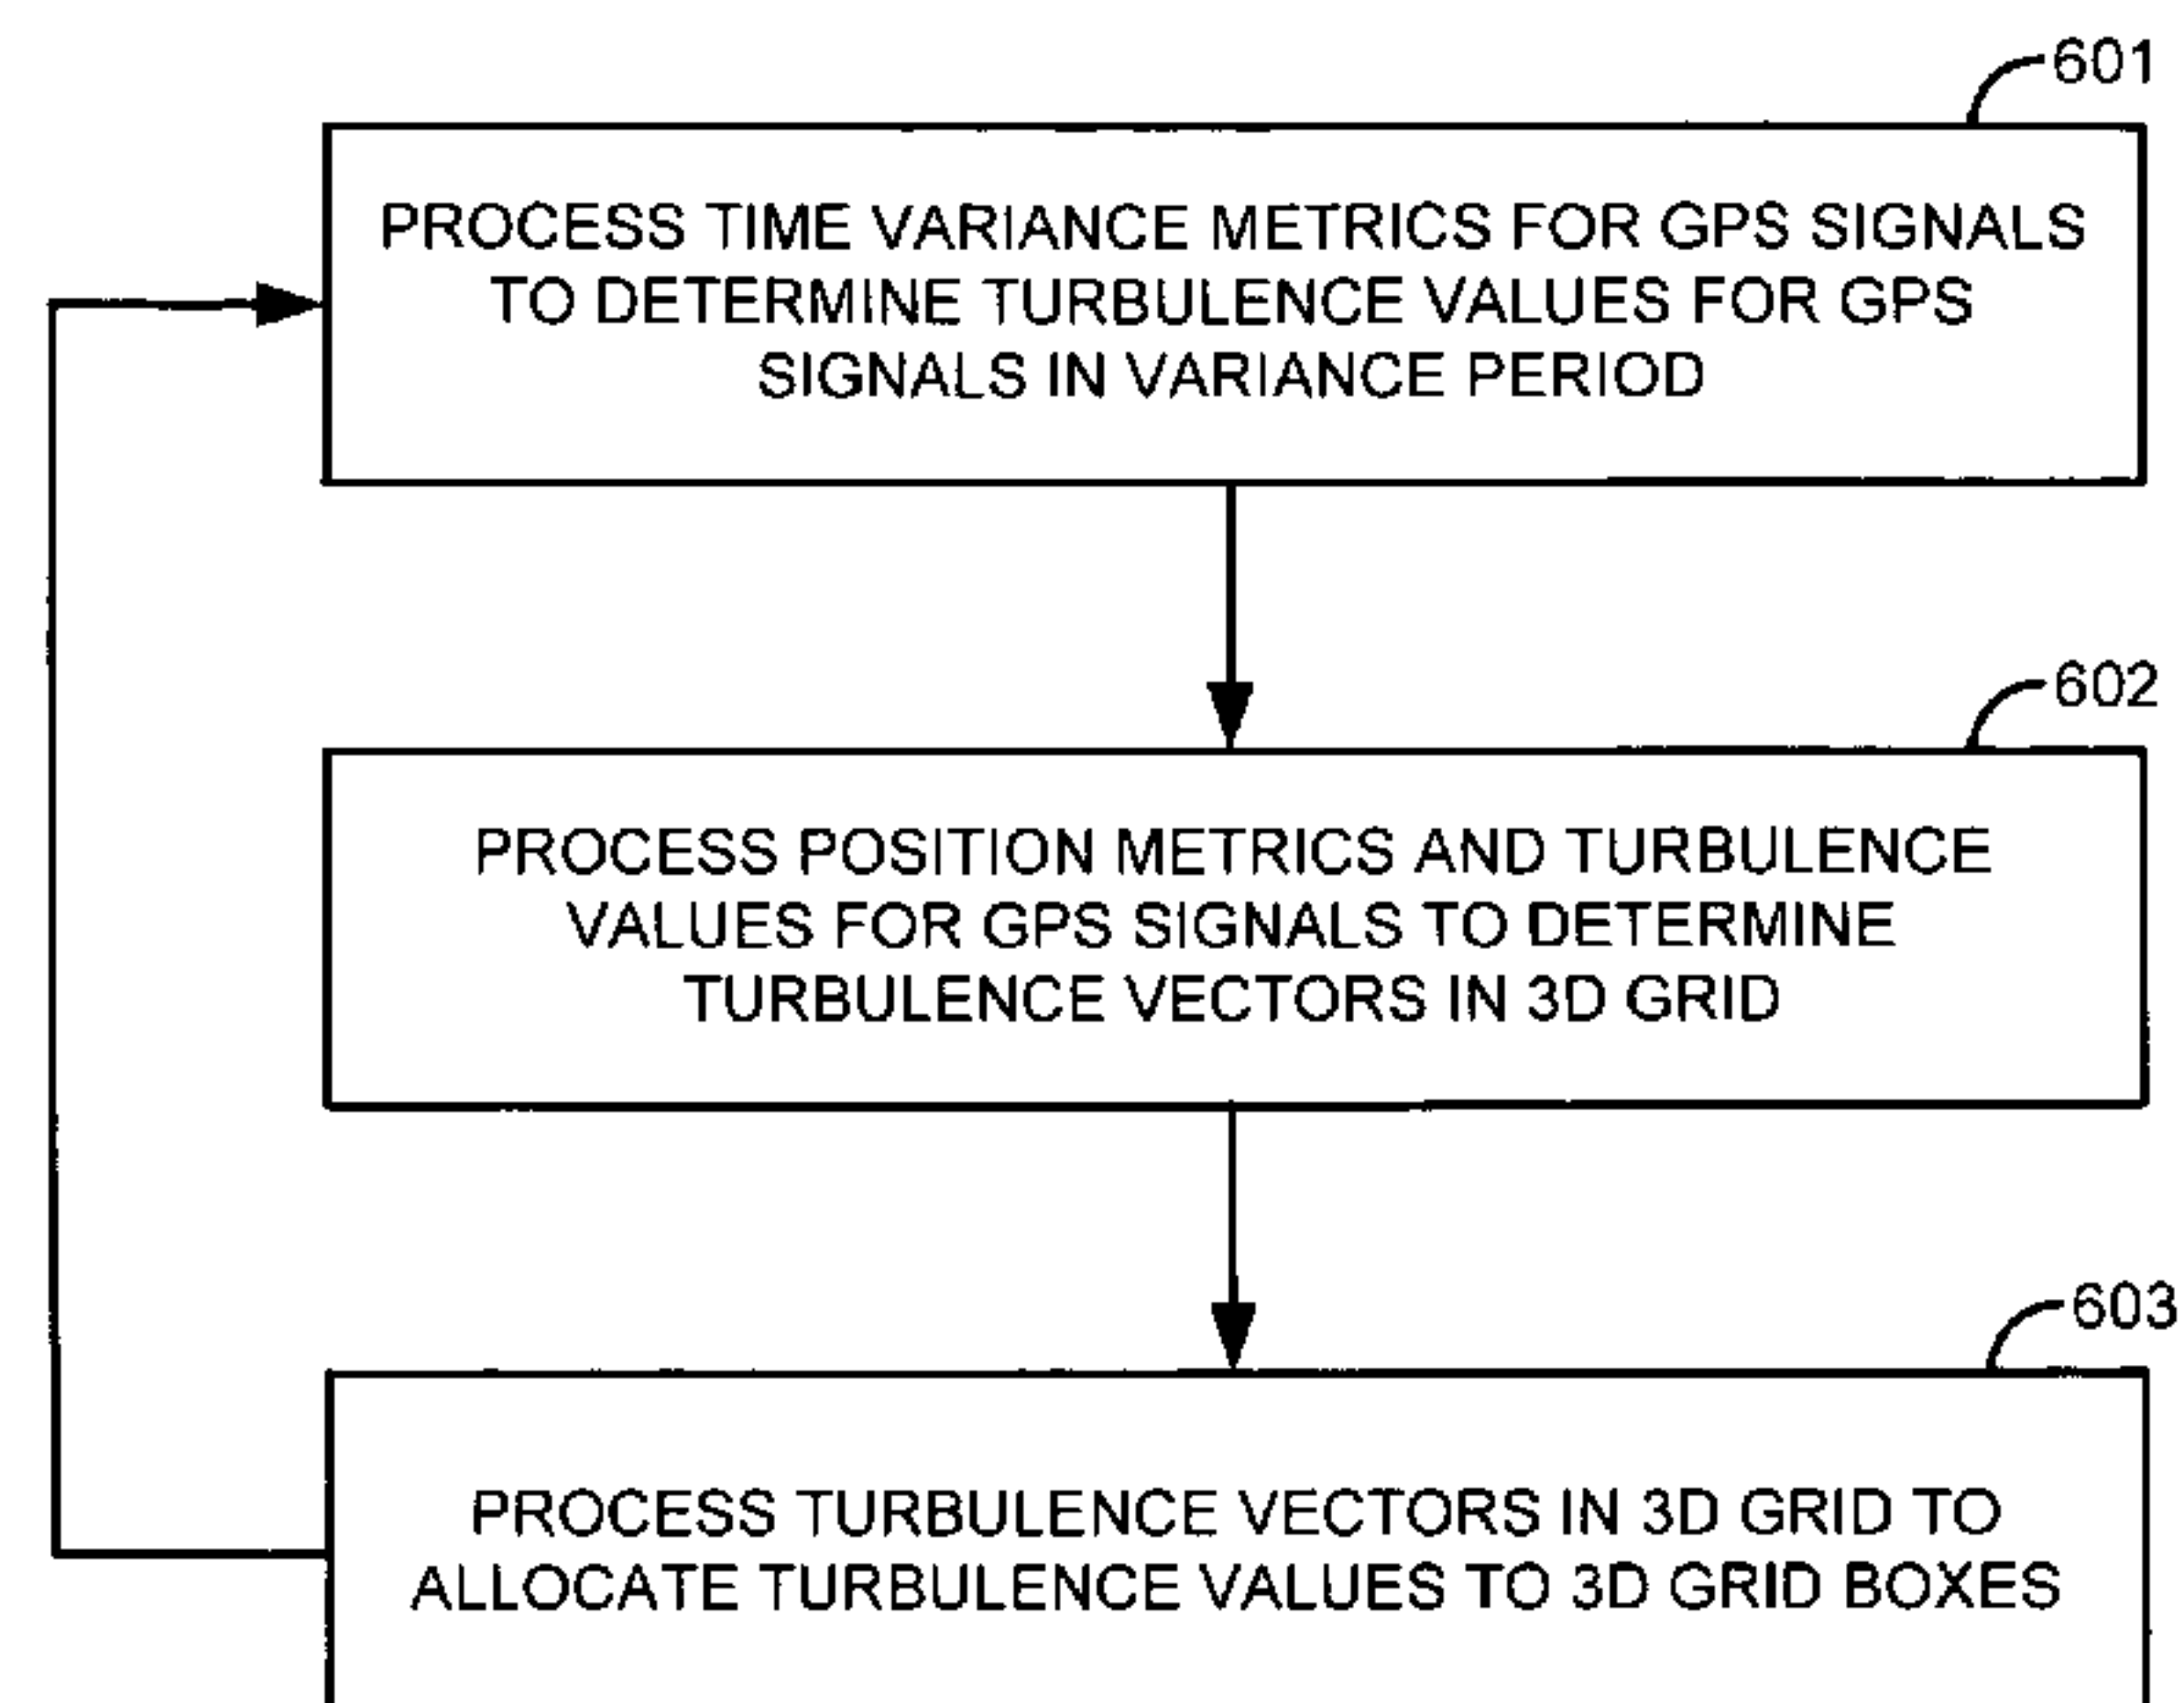 601
PROCESS TIME VARIANCE METRICS FOR GPS SIGNALS
TO DETERMINE TURBULENCE VALUES FOR GPS
SIGNALS IN VARIANCE PERIOD
602
PROCESS POSITION METRICS AND TURBULENCE
VALUES FOR GPS SIGNALS TO DETERMINE
TURBULENCE VECTORS IN 3D GRID
603
PROCESS TURBULENCE VECTORS IN 3D GRID TO
ALLOCATE TURBULENCE VALUES TO 3D GRID BOXES